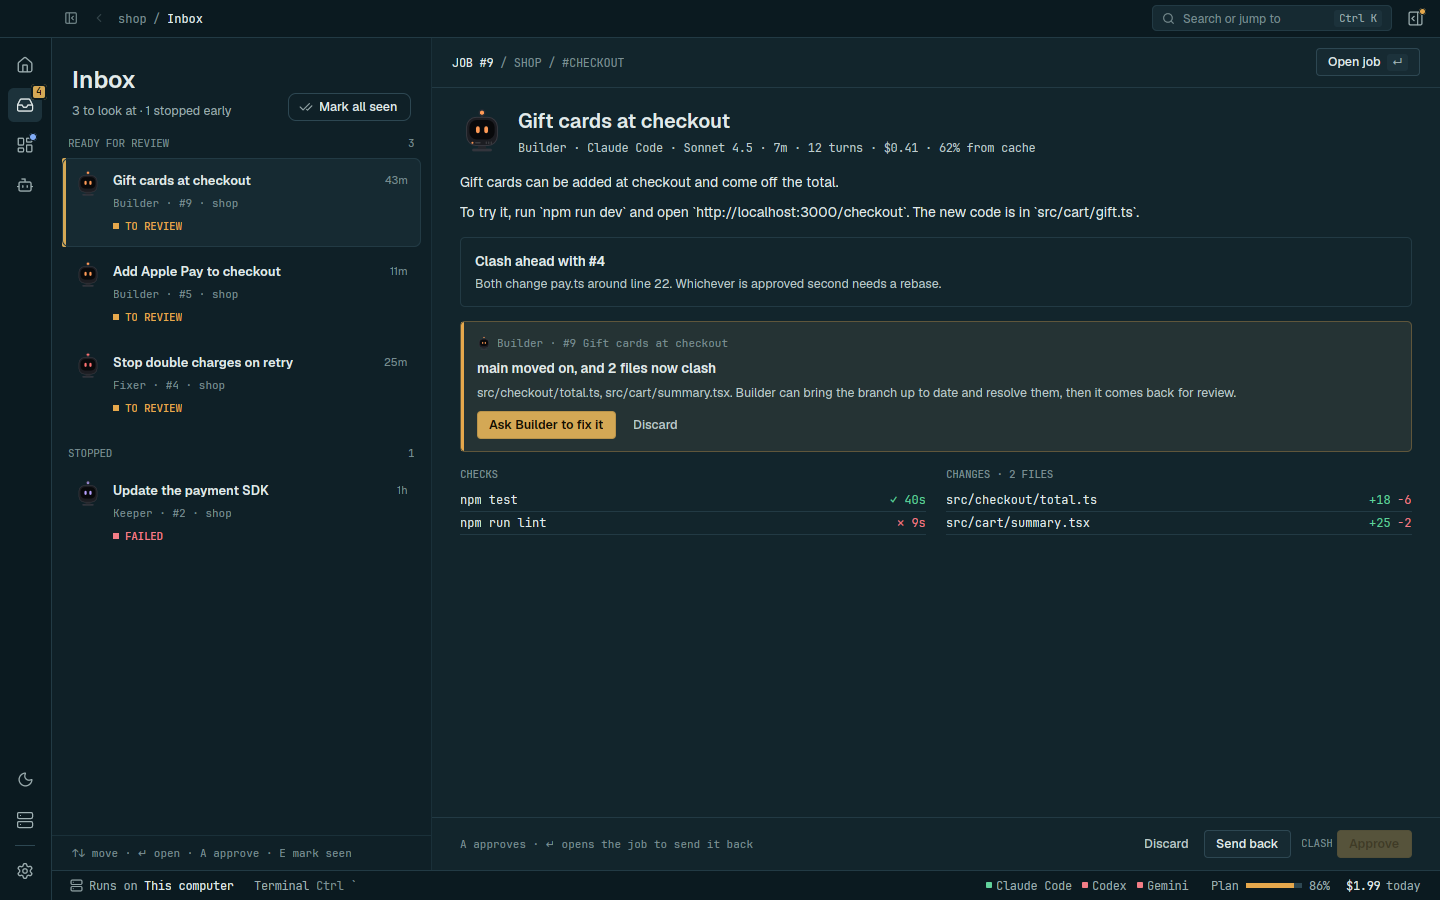 shop / Inbox
Search or jump to Ctrl K
4
Inbox
3 to look at · 1 stopped early
Mark all seen
READY FOR REVIEW 3
Gift cards at checkout 43m
Builder · #9 · shop
TO REVIEW
Add Apple Pay to checkout 11m
Builder · #5 · shop
TO REVIEW
Stop double charges on retry 25m
Fixer · #4 · shop
TO REVIEW
STOPPED 1
Update the payment SDK 1h
Keeper · #2 · shop
FAILED
↑↓ move · ↵ open · A approve · E mark seen
JOB #9 / SHOP / #CHECKOUT
Open job ↵
Gift cards at checkout
Builder · Claude Code · Sonnet 4.5 · 7m · 12 turns · $0.41 · 62% from cache
Gift cards can be added at checkout and come off the total.
To try it, run `npm run dev` and open `http://localhost:3000/checkout`. The new code is in `src/cart/gift.ts`.
Clash ahead with #4
Both change pay.ts around line 22. Whichever is approved second needs a rebase.
Builder · #9 Gift cards at checkout
main moved on, and 2 files now clash
src/checkout/total.ts, src/cart/summary.tsx. Builder can bring the branch up to date and resolve them, then it comes back for review.
Ask Builder to fix it Discard
CHECKS
npm test ✓ 40s
npm run lint × 9s
CHANGES · 2 FILES
src/checkout/total.ts +18 -6
src/cart/summary.tsx +25 -2
A approves · ↵ opens the job to send it back
Discard Send back CLASH Approve
Runs on This computer Terminal Ctrl `
Claude Code Codex Gemini Plan 86% $1.99 today